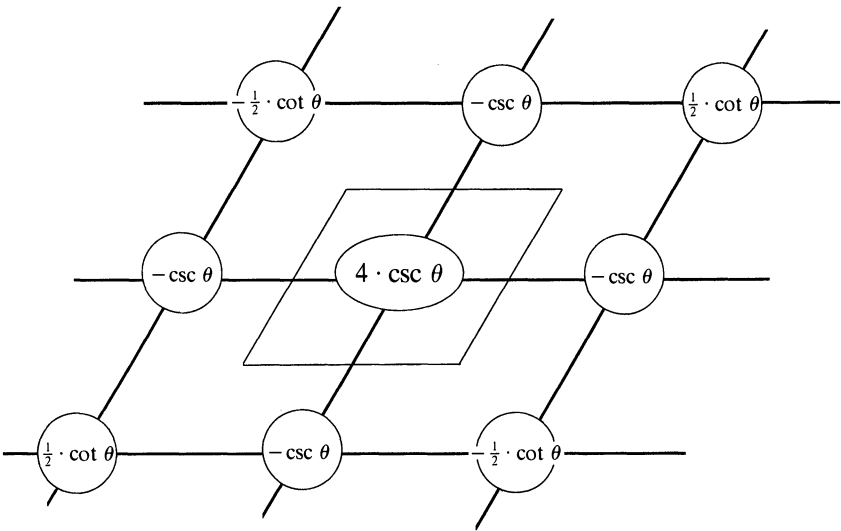 −½ · cot θ −csc θ ½ · cot θ
−csc θ 4 · csc θ −csc θ
½ · cot θ −csc θ −½ · cot θ